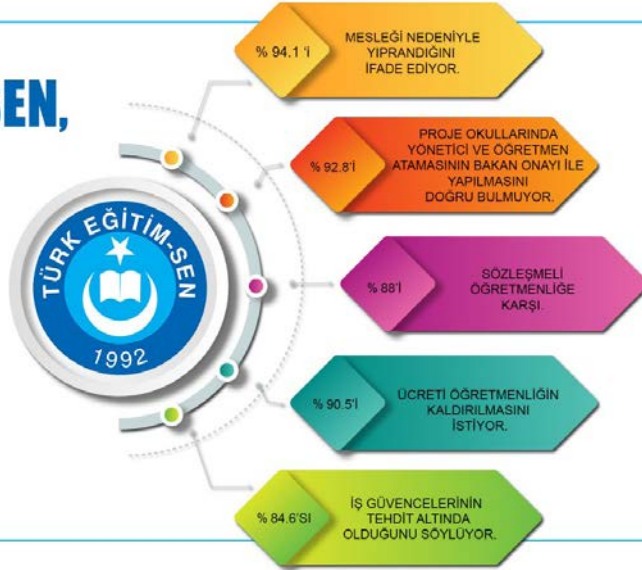 % 94.1 'İ
MESLEĞİ NEDENİYLE
YIPRANDIĞINI
İFADE EDİYOR.
% 92.8'İ
PROJE OKULLARINDA
YÖNETİCİ VE ÖĞRETMEN
ATAMASININ BAKAN ONAYI İLE
YAPILMASINI
DOĞRU BULMUYOR.
TÜRK EĞİTİM-SEN
1992
% 88'İ
SÖZLEŞMELİ
ÖĞRETMENLİĞE
KARŞI.
% 90.5'İ
ÜCRETİ ÖĞRETMENLİĞİN
KALDIRILMASINI
İSTİYOR.
% 84.6'SI
İŞ GÜVENCELERİNİN
TEHDİT ALTINDA
OLDUĞUNU SÖYLÜYOR.